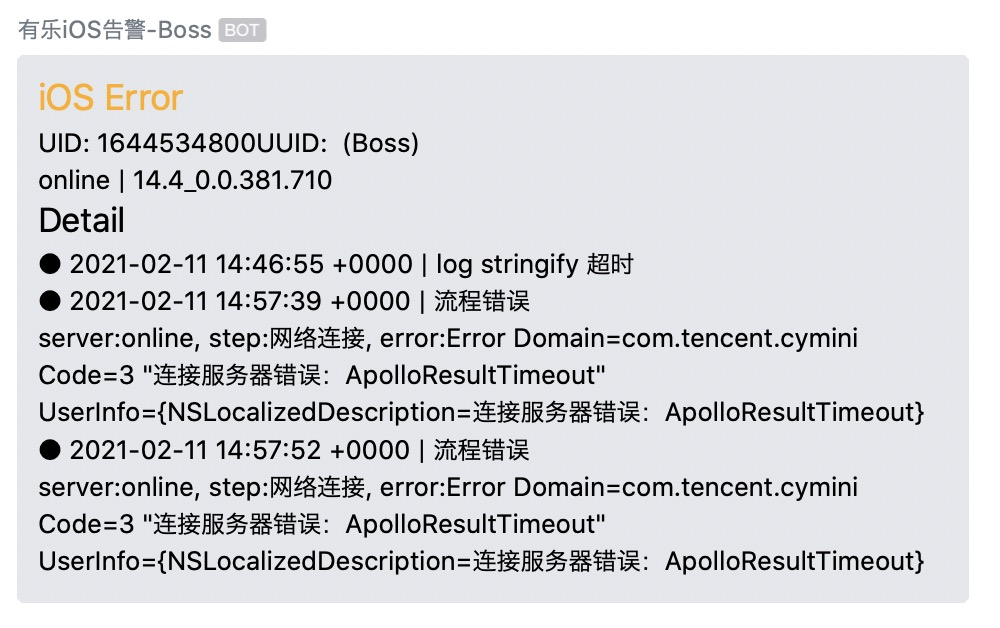 有乐iOS告警-Boss BOT
iOS Error
UID: 1644534800UUID:  (Boss)
online | 14.4_0.0.381.710
Detail
● 2021-02-11 14:46:55 +0000 | log stringify 超时
● 2021-02-11 14:57:39 +0000 | 流程错误
server:online, step:网络连接, error:Error Domain=com.tencent.cymini
Code=3 "连接服务器错误：ApolloResultTimeout"
UserInfo={NSLocalizedDescription=连接服务器错误：ApolloResultTimeout}
● 2021-02-11 14:57:52 +0000 | 流程错误
server:online, step:网络连接, error:Error Domain=com.tencent.cymini
Code=3 "连接服务器错误：ApolloResultTimeout"
UserInfo={NSLocalizedDescription=连接服务器错误：ApolloResultTimeout}